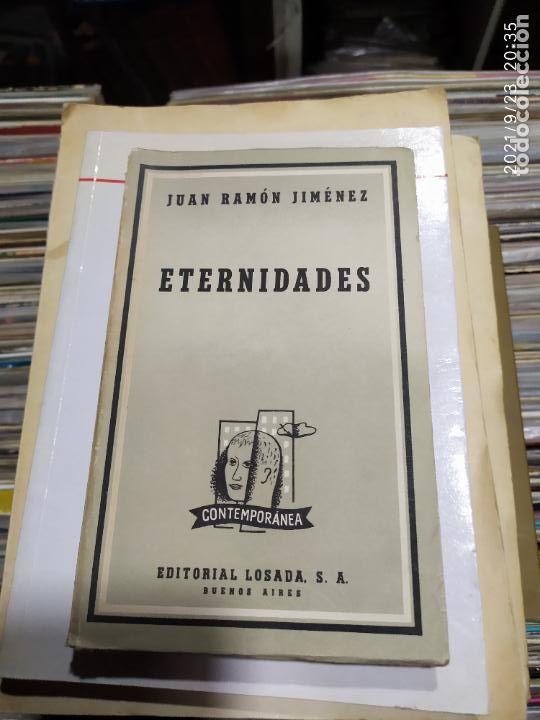 JUAN RAMÓN JIMÉNEZ
ETERNIDADES
CONTEMPORÁNEA
EDITORIAL LOSADA, S. A.
BUENOS AIRES
todocoleccion
2021/9/23 20:35